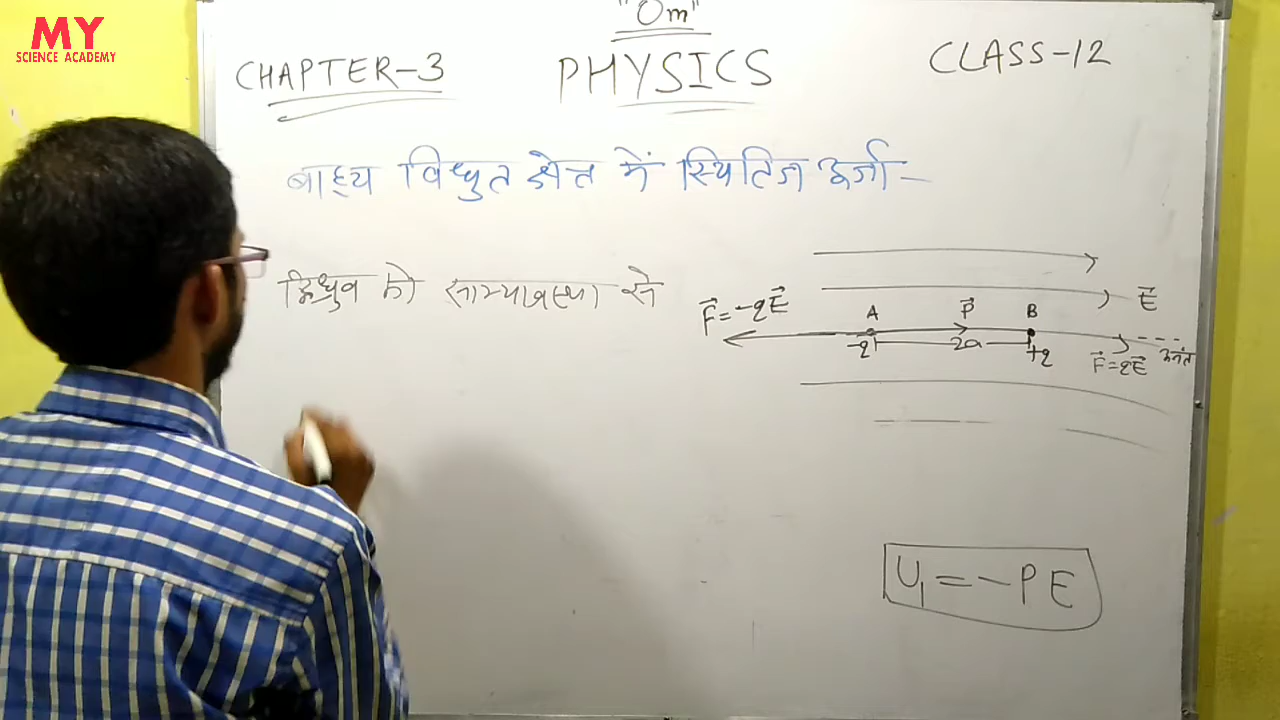 MY
SCIENCE ACADEMY
"Om"
CHAPTER-3 PHYSICS CLASS-12
बाह्य विधुत क्षेत्र में स्थितिज ऊर्जा -
द्विध्रुव को साम्यावस्था से
E⃗
F⃗ = -qE⃗ A P⃗ B
-q 2a +q F⃗ = qE⃗ अनंत
U₁ = -PE